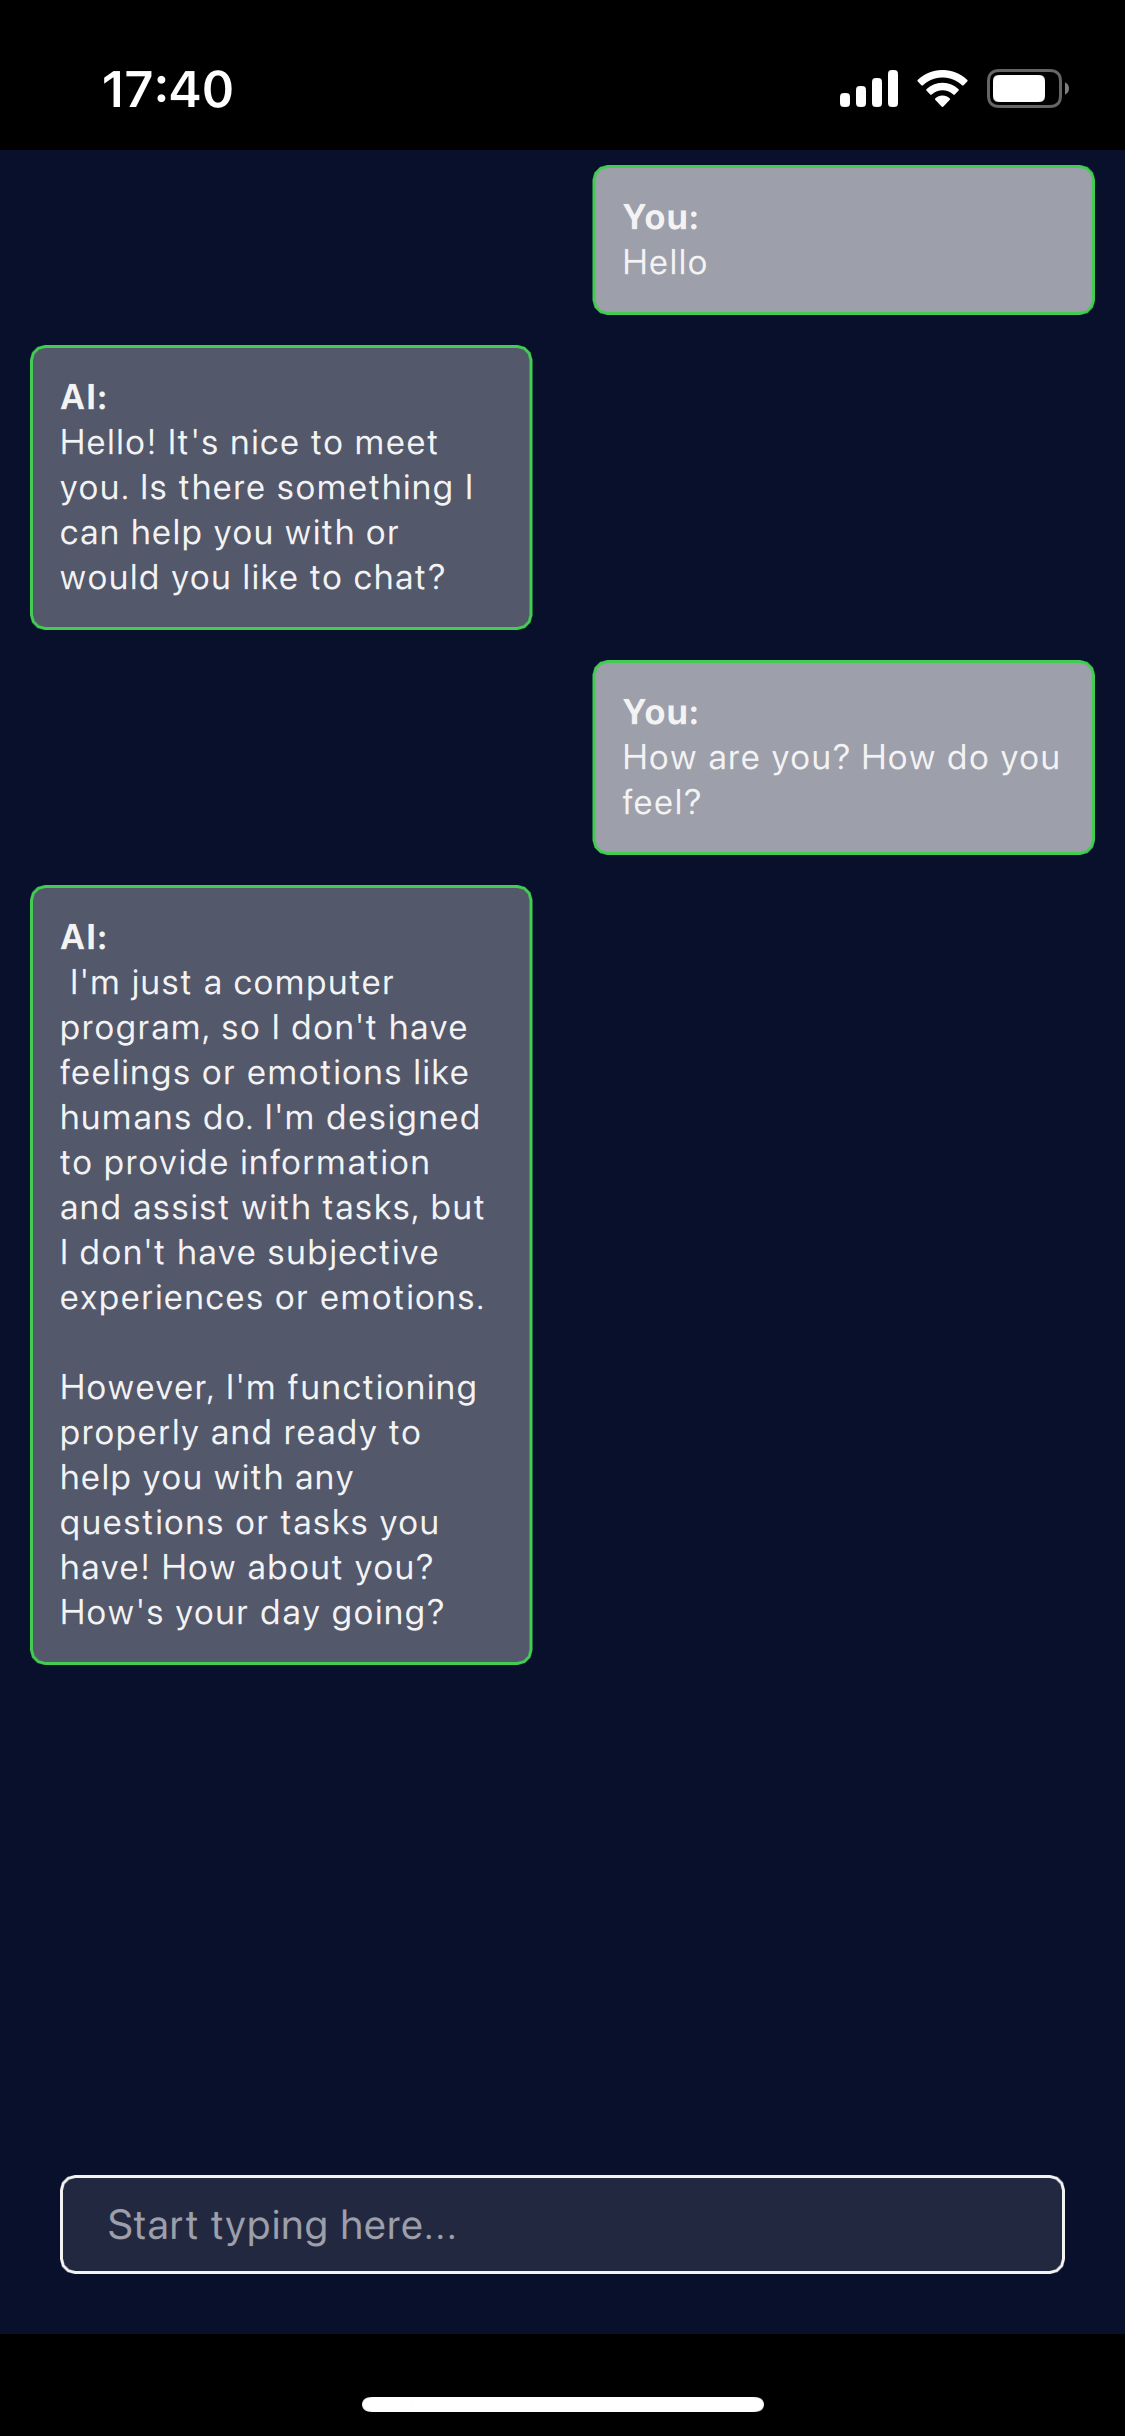 17:40
You:
Hello
AI:
Hello! It's nice to meet
you. Is there something I
can help you with or
would you like to chat?
You:
How are you? How do you
feel?
AI:
I'm just a computer
program, so I don't have
feelings or emotions like
humans do. I'm designed
to provide information
and assist with tasks, but
I don't have subjective
experiences or emotions.
However, I'm functioning
properly and ready to
help you with any
questions or tasks you
have! How about you?
How's your day going?
Start typing here...